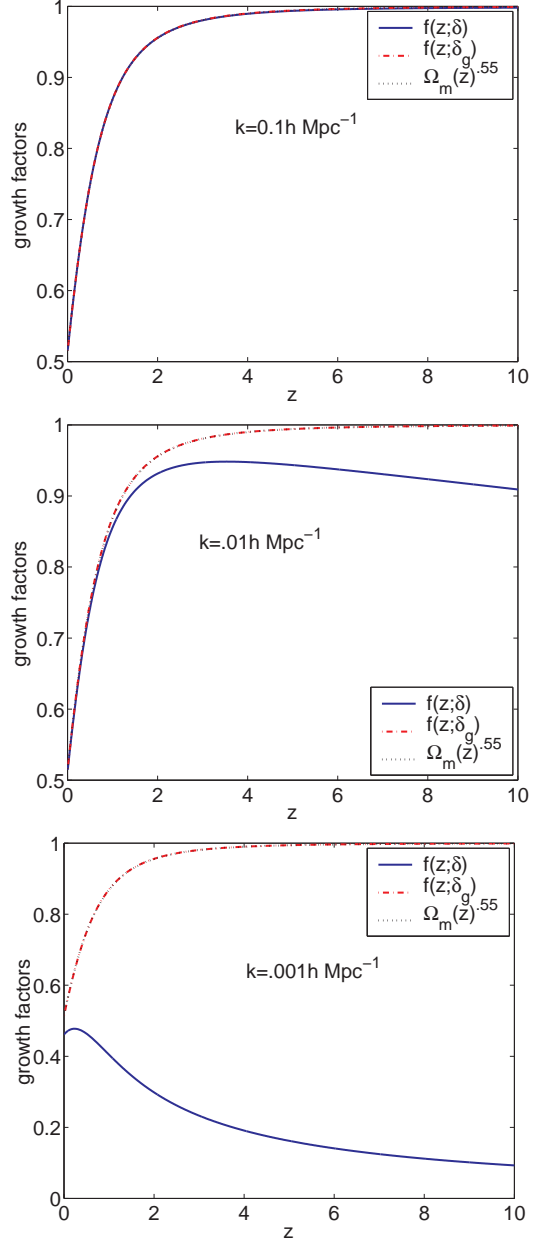 1
0.9
0.8
0.7
0.6
0.5
growth factors
f(z;δ)
f(z;δ_g)
Ω_m(z)^.55
k=0.1h Mpc⁻¹
0 2 4 6 8 10
z
1
0.9
0.8
0.7
0.6
0.5
growth factors
k=.01h Mpc⁻¹
f(z;δ)
f(z;δ_g)
Ω_m(z)^.55
0 2 4 6 8 10
z
1
0.8
0.6
0.4
0.2
0
growth factors
f(z;δ)
f(z;δ_g)
Ω_m(z)^.55
k=.001h Mpc⁻¹
0 2 4 6 8 10
z